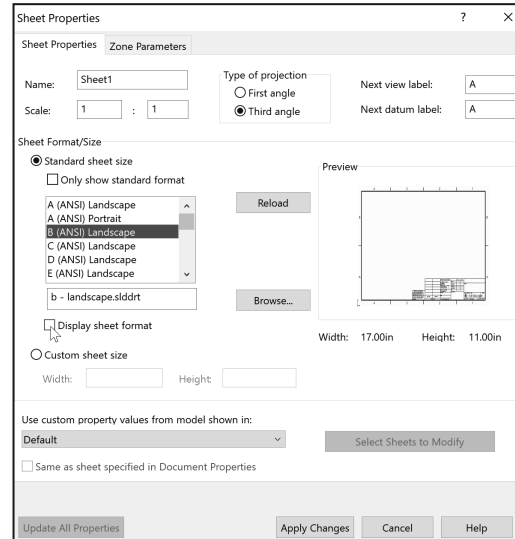 Sheet Properties ? X
Sheet Properties Zone Parameters
Name: Sheet1
Scale: 1 : 1
Type of projection
First angle
Third angle
Next view label: A
Next datum label: A
Sheet Format/Size
Standard sheet size
Only show standard format
A (ANSI) Landscape
A (ANSI) Portrait
B (ANSI) Landscape
C (ANSI) Landscape
D (ANSI) Landscape
E (ANSI) Landscape
b - landscape.slddrt
Display sheet format
Reload
Browse...
Preview
Width: 17.00in Height: 11.00in
Custom sheet size
Width: Height:
Use custom property values from model shown in:
Default
Select Sheets to Modify
Same as sheet specified in Document Properties
Update All Properties Apply Changes Cancel Help